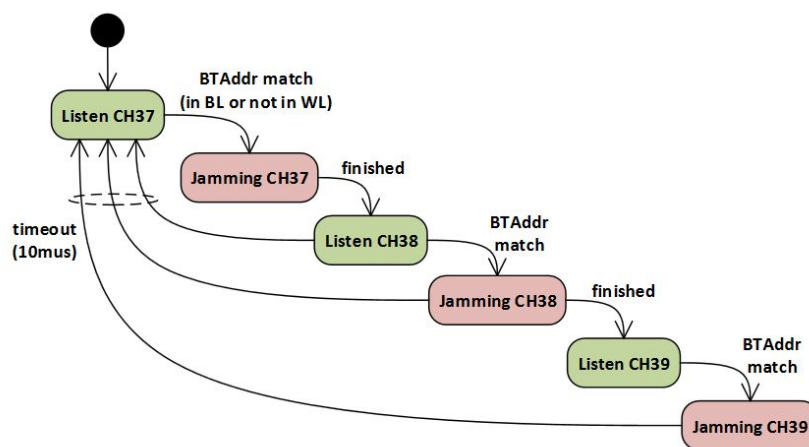 BTAddr match
(in BL or not in WL)
Listen CH37
Jamming CH37
finished
timeout
(10mus)
Listen CH38
BTAddr
match
Jamming CH38
finished
Listen CH39
BTAddr
match
Jamming CH39